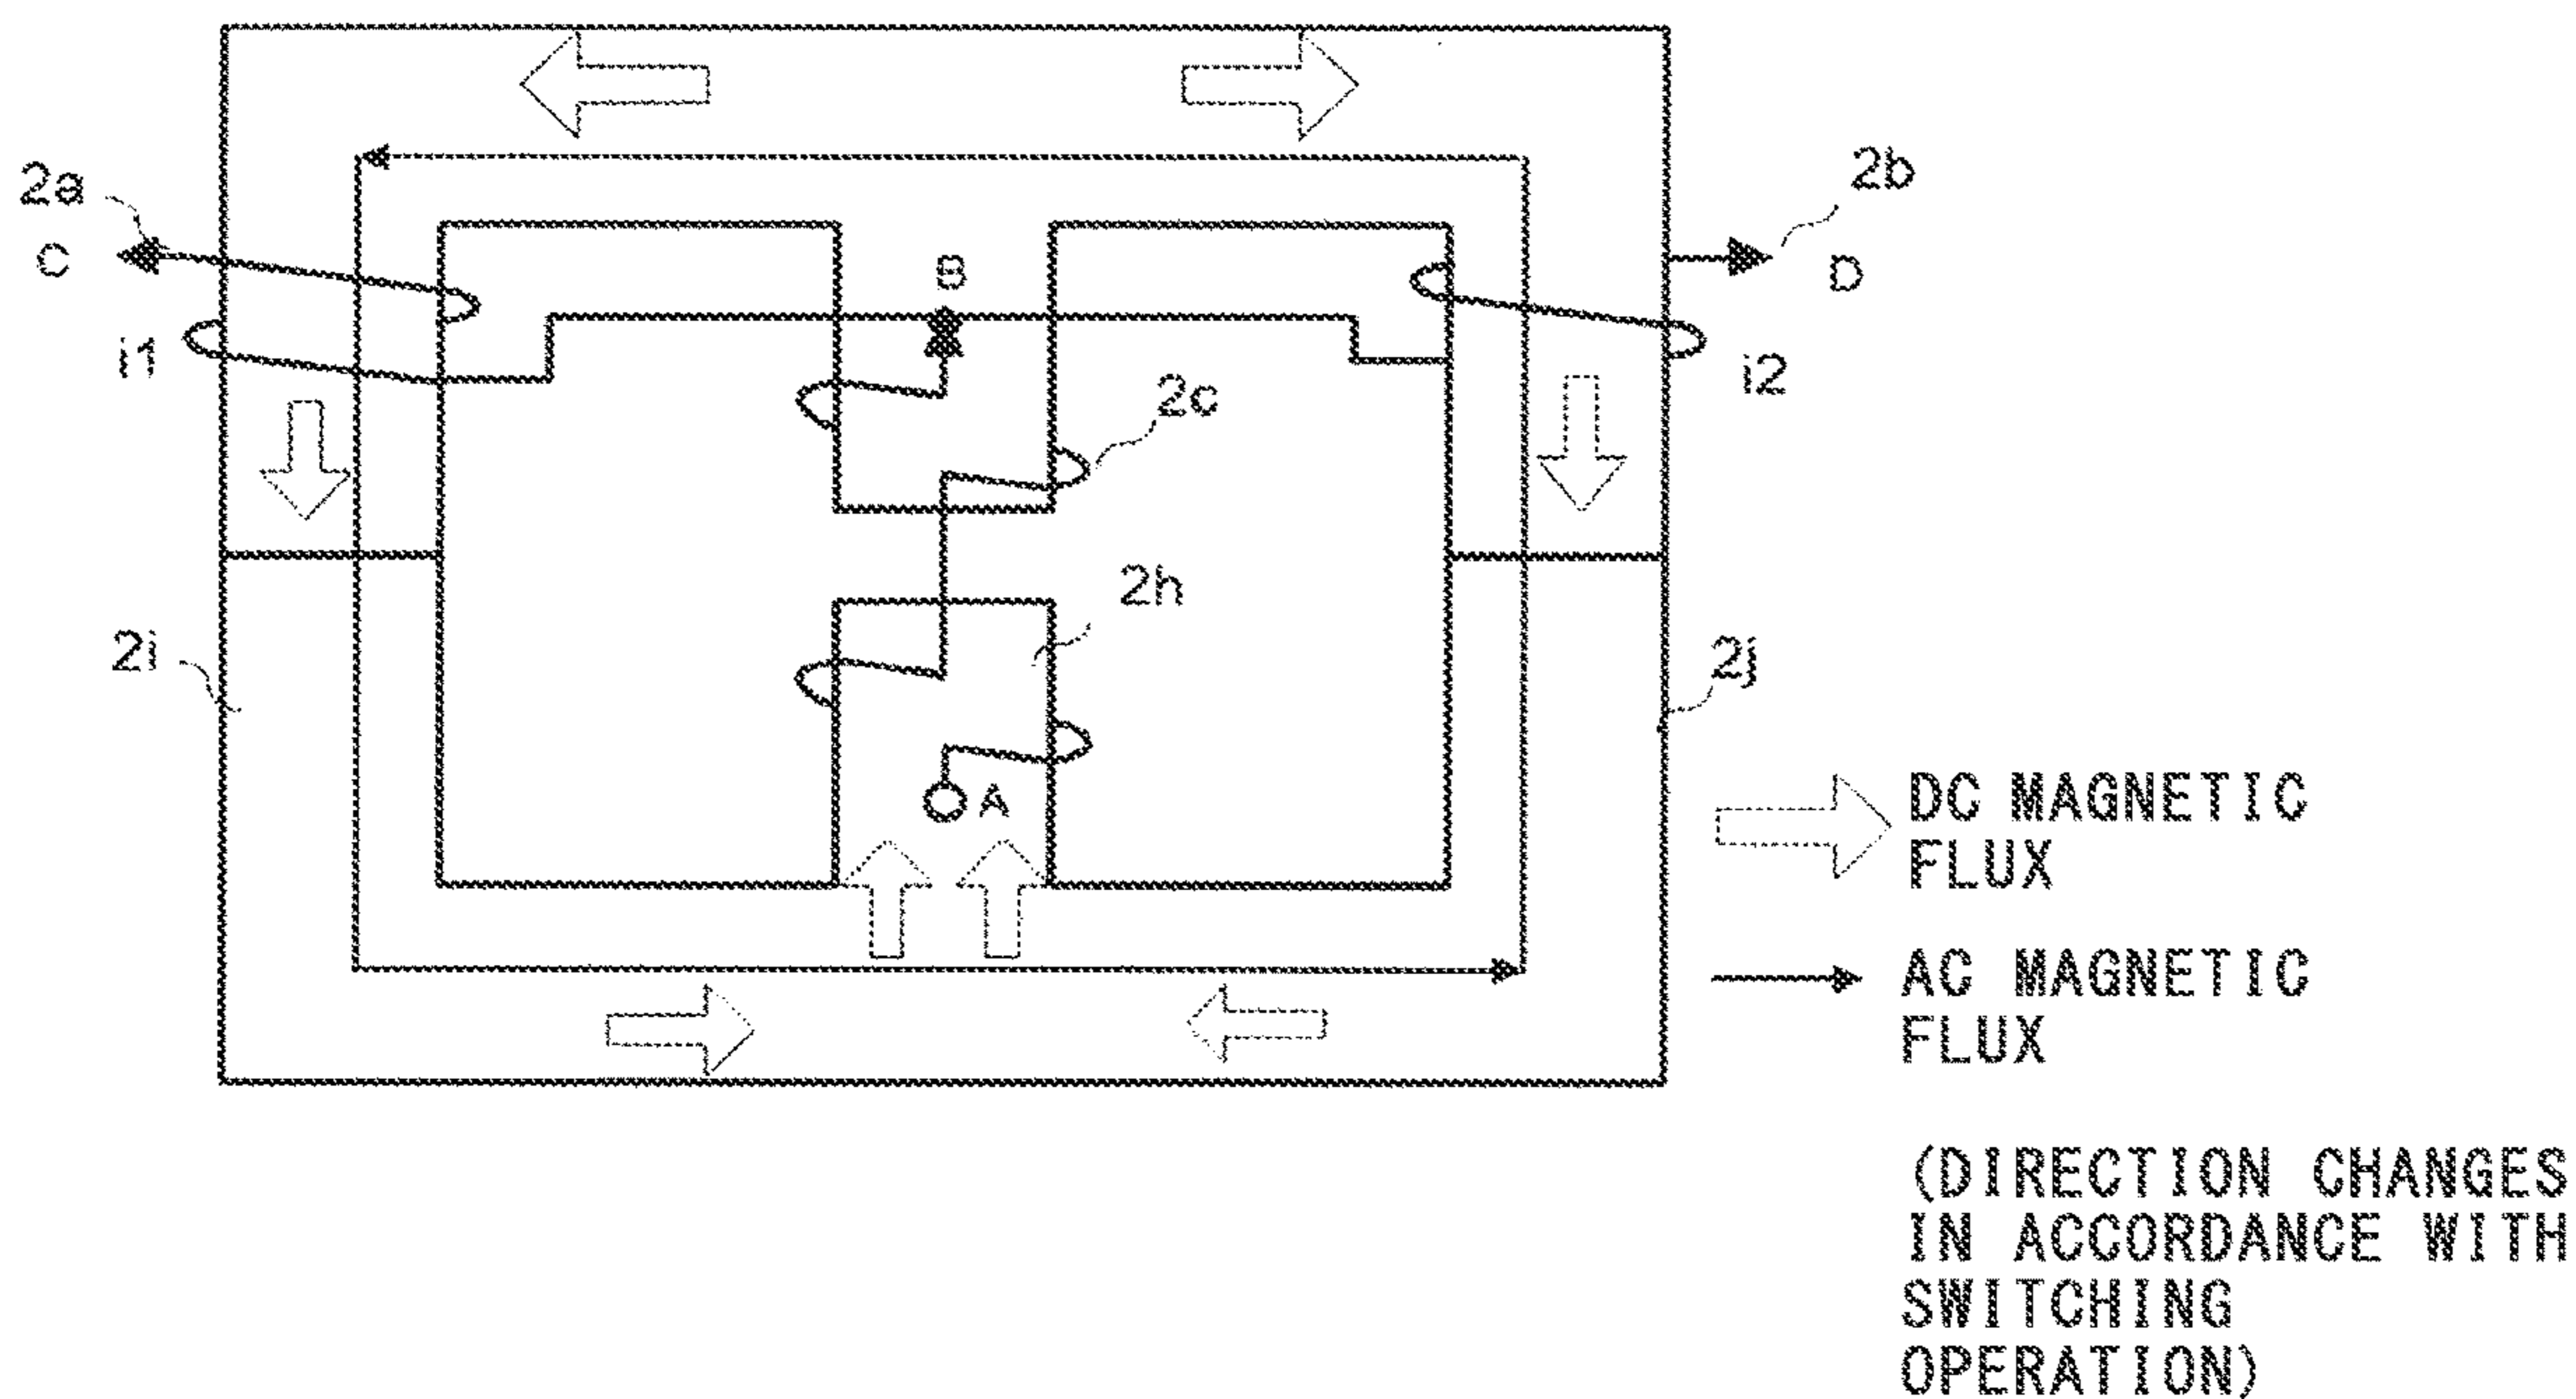 2a
2b
C
B
D
i1
i2
2c
2h
2i
2j
A
DC MAGNETIC
FLUX
AC MAGNETIC
FLUX
(DIRECTION CHANGES
IN ACCORDANCE WITH
SWITCHING
OPERATION)